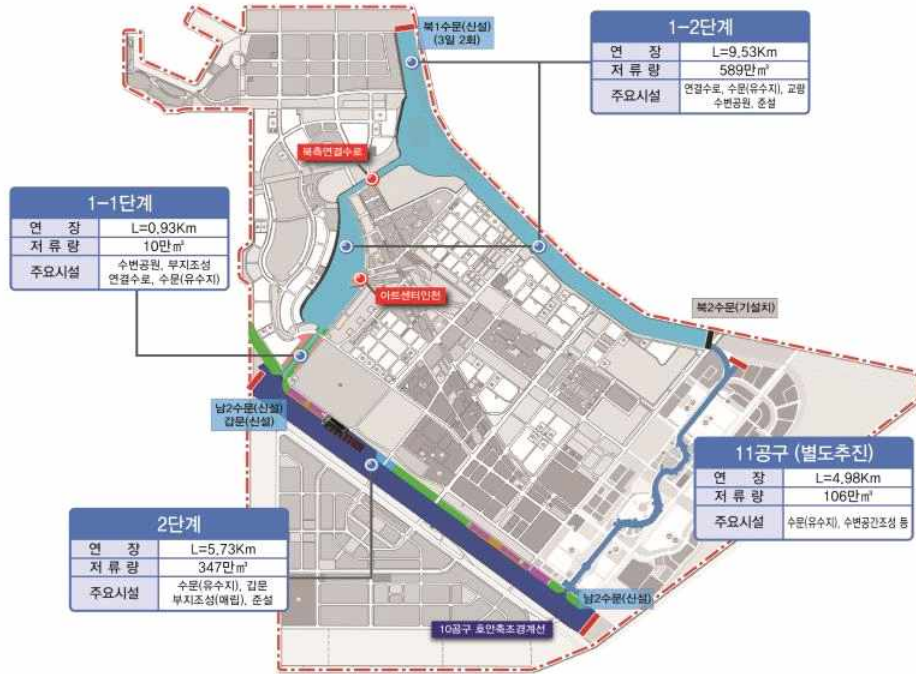 북1수문(신설)
(3일 2회)
1-2단계
연 장 L=9.53Km
저 류 량 589만㎥
주요시설 연결수로, 수문(유수지), 교량
수변공원, 준설
북측연결수로
1-1단계
연 장 L=0.93Km
저 류 량 10만㎥
주요시설 수변공원, 부지조성
연결수로, 수문(유수지)
아트센터인천
북2수문(기설치)
남2수문(신설)
갑문(신설)
11공구 (별도추진)
연 장 L=4.98Km
저 류 량 106만㎥
주요시설 수문(유수지), 수변공간조성 등
2단계
연 장 L=5.73Km
저 류 량 347만㎥
주요시설 수문(유수지), 갑문
부지조성(매립), 준설
남2수문(신설)
10공구 호안축조경계선